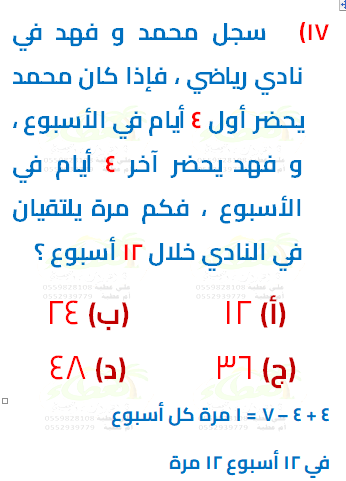 ١٧) سجل محمد و فهد في
نادي رياضي ، فإذا كان محمد
يحضر أول ٤ أيام في الأسبوع ،
و فهد يحضر آخر ٤ أيام في
الأسبوع ، فكم مرة يلتقيان
في النادي خلال ١٢ أسبوع ؟
(أ) ١٢ (ب) ٢٤
(ج) ٣٦ (د) ٤٨
٤ + ٤ – ٧ = ١ مرة كل أسبوع
في ١٢ أسبوع ١٢ مرة